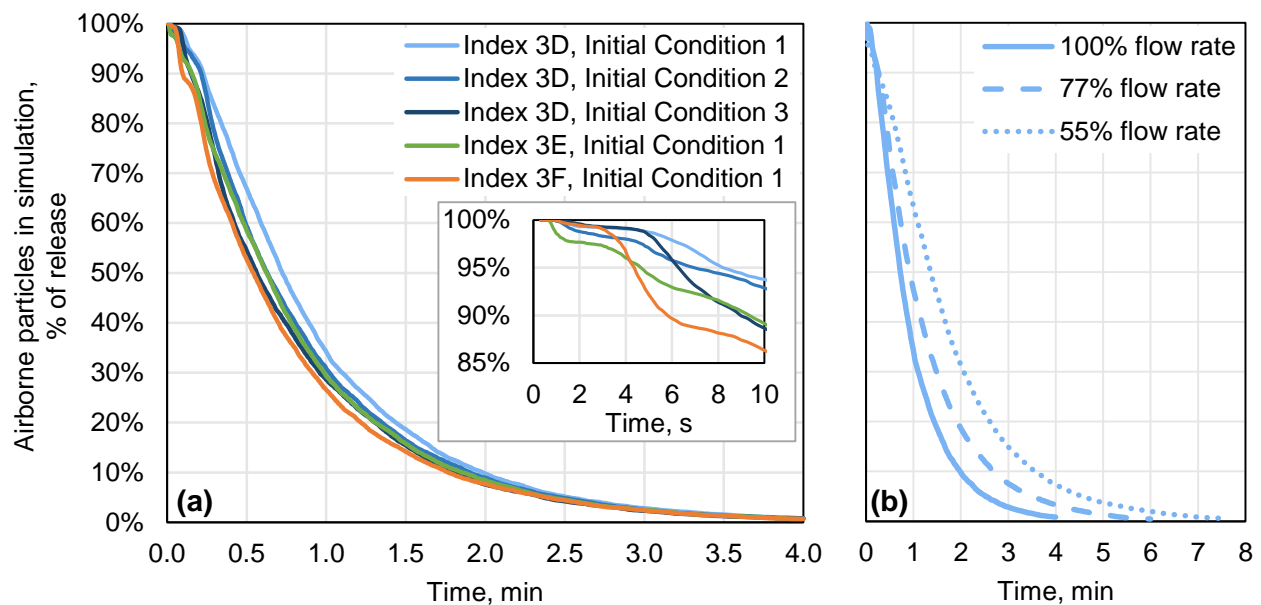 Airborne particles in simulation,
% of release
100%
90%
80%
70%
60%
50%
40%
30%
20%
10%
0%
Index 3D, Initial Condition 1
Index 3D, Initial Condition 2
Index 3D, Initial Condition 3
Index 3E, Initial Condition 1
Index 3F, Initial Condition 1
100%
95%
90%
85%
0 2 4 6 8 10
Time, s
(a)
0.0 0.5 1.0 1.5 2.0 2.5 3.0 3.5 4.0
Time, min
100% flow rate
77% flow rate
55% flow rate
(b)
0 1 2 3 4 5 6 7 8
Time, min